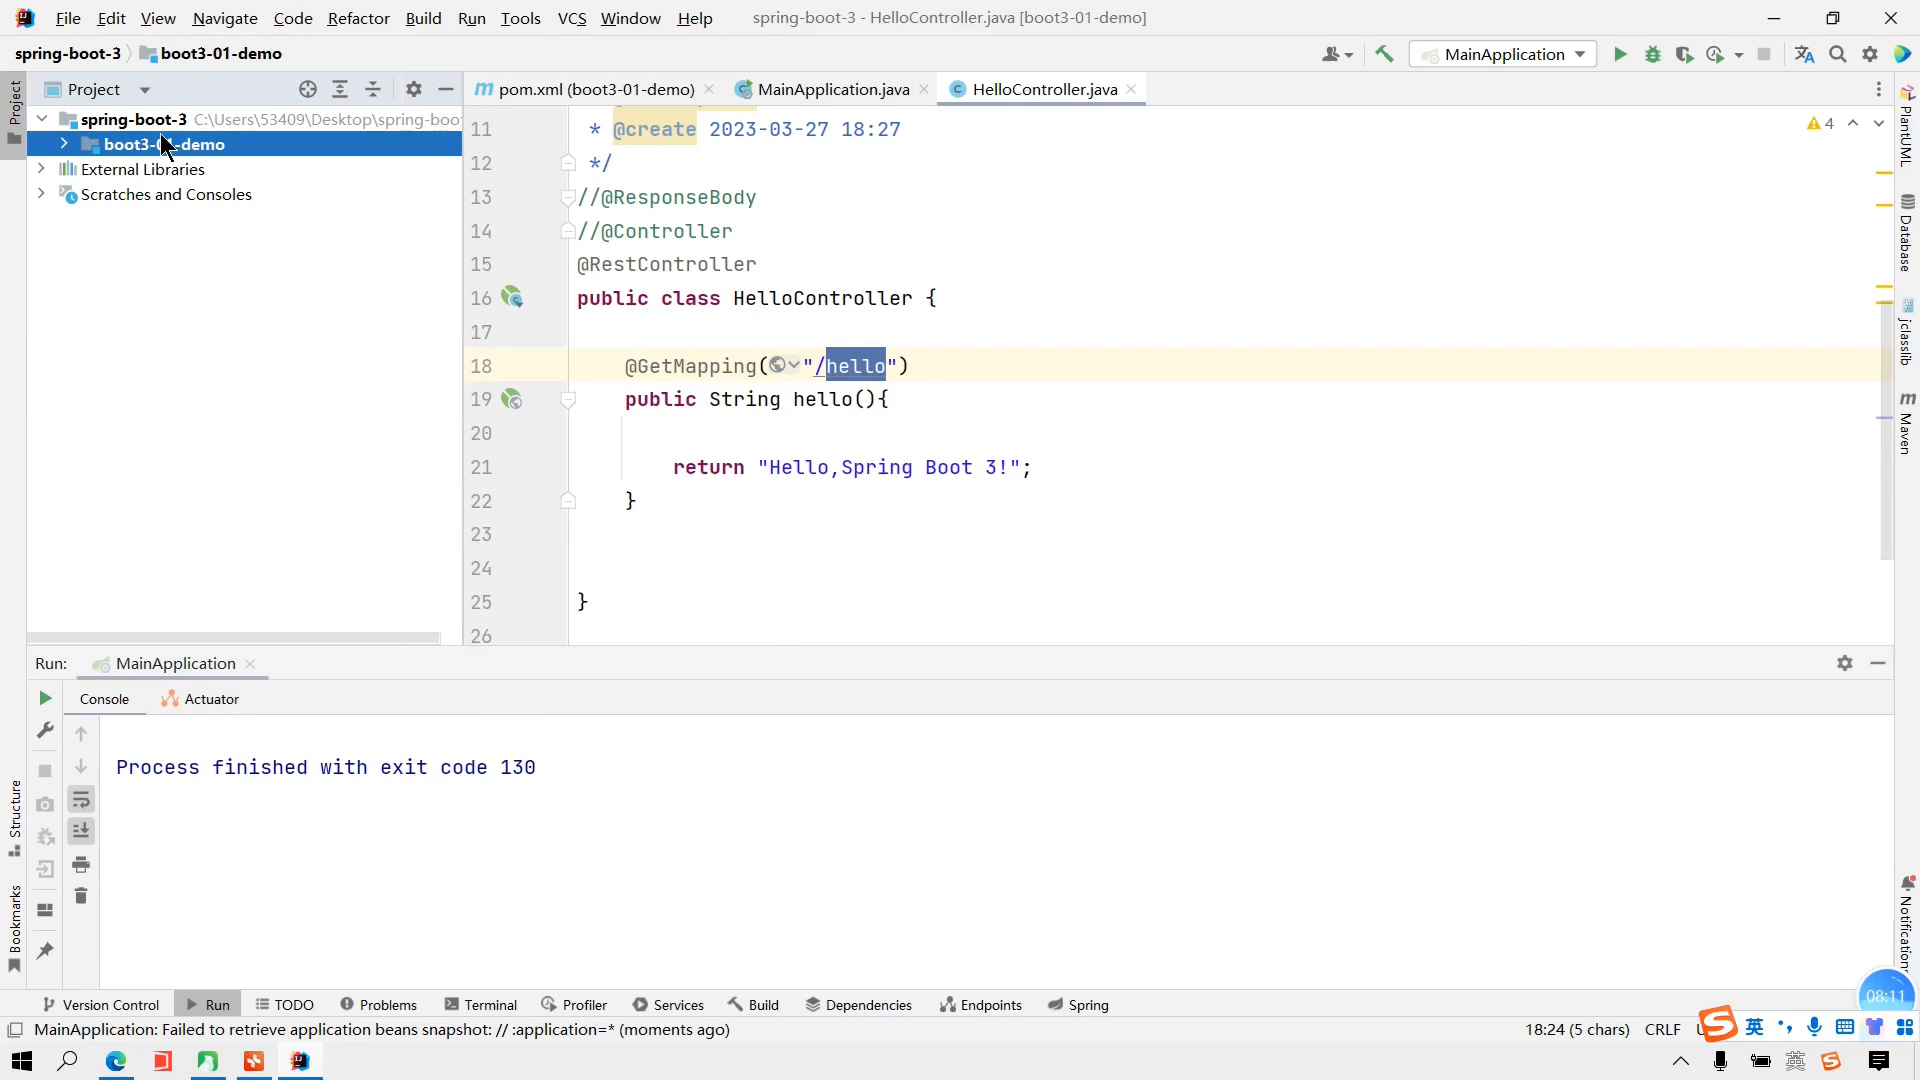 File Edit View Navigate Code Refactor Build Run Tools VCS Window Help spring-boot-3 - HelloController.java [boot3-01-demo]
spring-boot-3 boot3-01-demo MainApplication
Project pom.xml (boot3-01-demo) MainApplication.java HelloController.java
Project
spring-boot-3 C:\Users\53409\Desktop\spring-boo
boot3-01-demo
External Libraries
Scratches and Consoles
11 * @create 2023-03-27 18:27
4
12 */
13 //@ResponseBody
14 //@Controller
15 @RestController
16 public class HelloController {
17
18 @GetMapping("/hello")
19 public String hello(){
20
21 return "Hello,Spring Boot 3!";
22 }
23
24
25 }
26
PlantUML
Database
jclasslib
m Maven
Notifications
Run: MainApplication
Console Actuator
Process finished with exit code 130
Structure
Bookmarks
Version Control Run TODO Problems Terminal Profiler Services Build Dependencies Endpoints Spring
08:11
MainApplication: Failed to retrieve application beans snapshot: // :application=* (moments ago) 18:24 (5 chars) CRLF
英
英